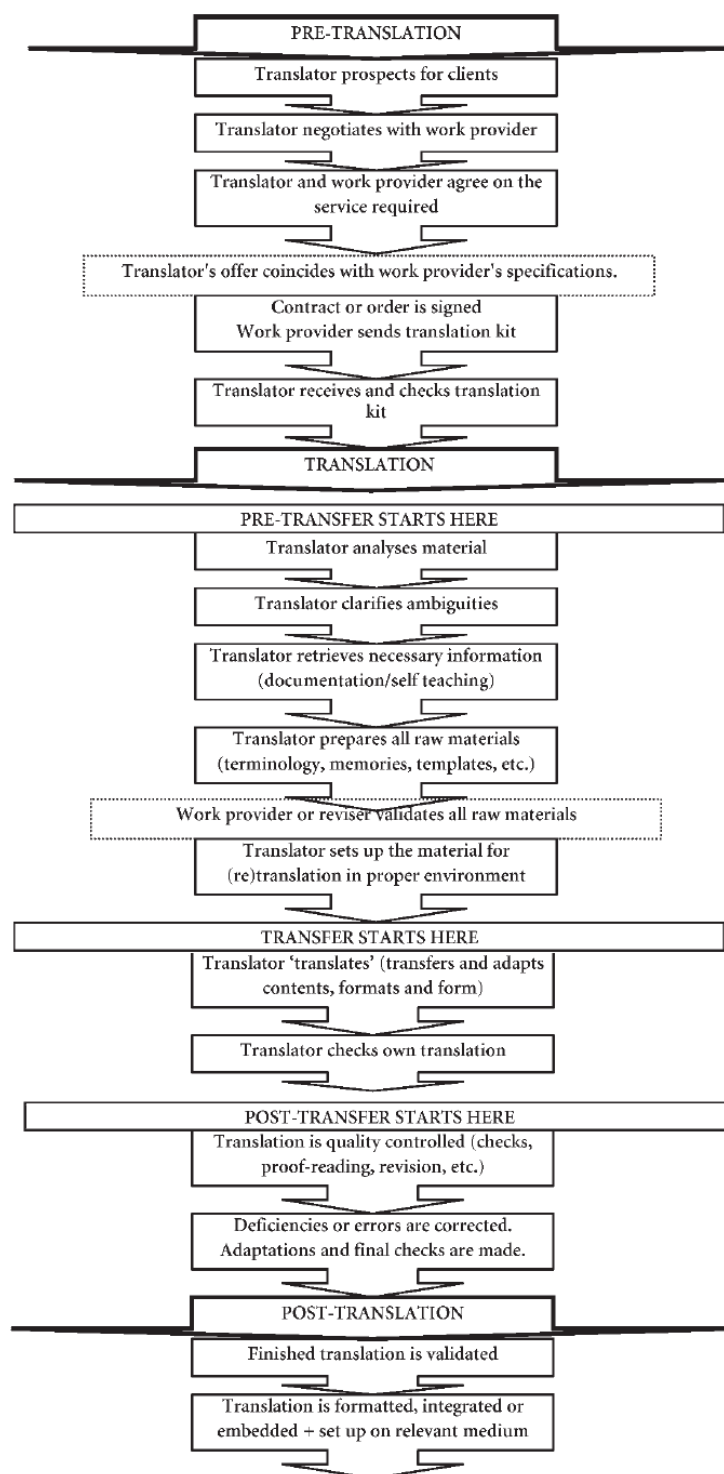 PRE-TRANSLATION
Translator prospects for clients
Translator negotiates with work provider
Translator and work provider agree on the
service required
Translator's offer coincides with work provider's specifications.
Contract or order is signed
Work provider sends translation kit
Translator receives and checks translation
kit
TRANSLATION
PRE-TRANSFER STARTS HERE
Translator analyses material
Translator clarifies ambiguities
Translator retrieves necessary information
(documentation/self teaching)
Translator prepares all raw materials
(terminology, memories, templates, etc.)
Work provider or reviser validates all raw materials
Translator sets up the material for
(re)translation in proper environment
TRANSFER STARTS HERE
Translator ‘translates’ (transfers and adapts
contents, formats and form)
Translator checks own translation
POST-TRANSFER STARTS HERE
Translation is quality controlled (checks,
proof-reading, revision, etc.)
Deficiencies or errors are corrected.
Adaptations and final checks are made.
POST-TRANSLATION
Finished translation is validated
Translation is formatted, integrated or
embedded + set up on relevant medium